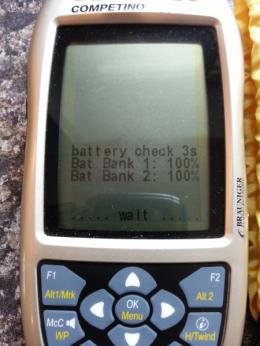 COMPETINO
battery check 3s
Bat Bank 1: 100%
Bat Bank 2: 100%
..... wait .....
BRAUNIGER
F1
F2
Alt1/Mrk
OK
Menu
Alt 2
McC
WP
i
H/Twind